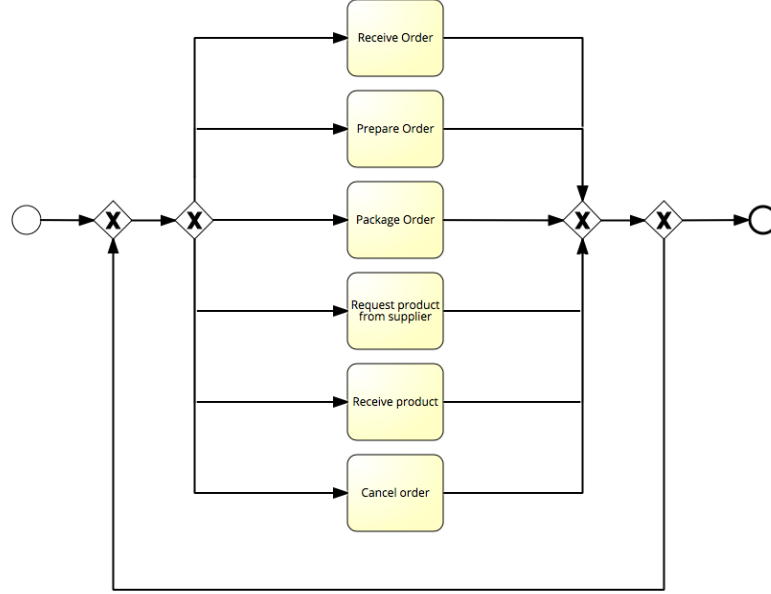 Receive Order
Prepare Order
X
X
Package Order
X
X
Request product
from supplier
Receive product
Cancel order